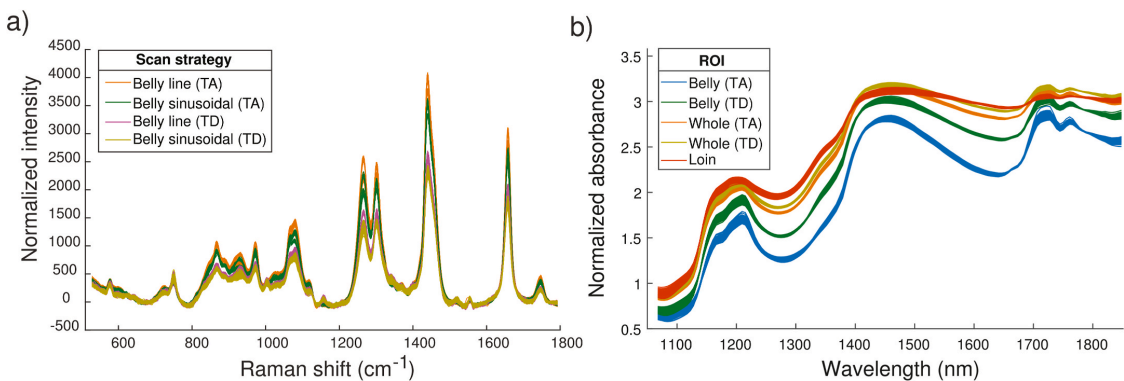 a)
Normalized intensity
4500
4000
3500
3000
2500
2000
1500
1000
500
0
-500
Scan strategy
Belly line (TA)
Belly sinusoidal (TA)
Belly line (TD)
Belly sinusoidal (TD)
600
800
1000
1200
1400
1600
1800
Raman shift (cm-1)
b)
Normalized absorbance
3.5
3
2.5
2
1.5
1
0.5
ROI
Belly (TA)
Belly (TD)
Whole (TA)
Whole (TD)
Loin
1100
1200
1300
1400
1500
1600
1700
1800
Wavelength (nm)